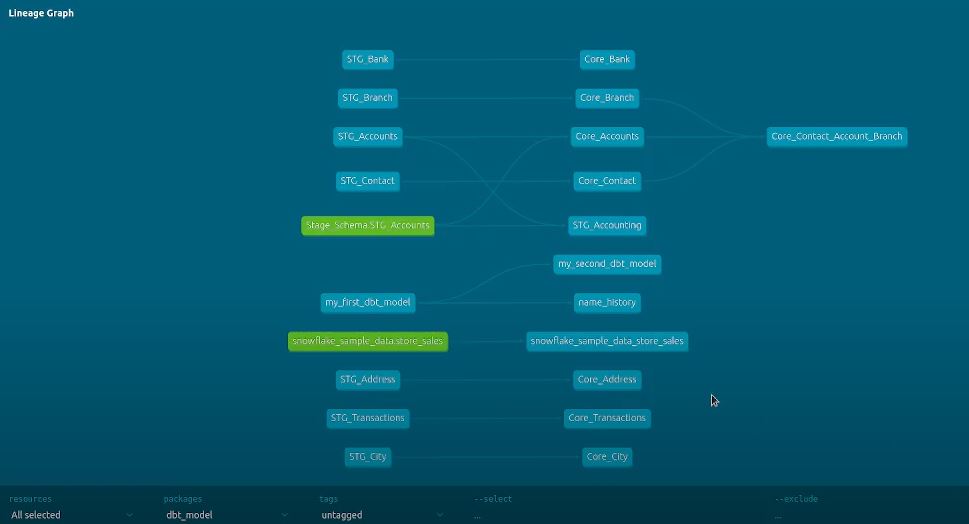 Lineage Graph
STG_Bank Core_Bank
STG_Branch Core_Branch
STG_Accounts Core_Accounts Core_Contact_Account_Branch
STG_Contact Core_Contact
Stage_Schema.STG_Accounts STG_Accounting
my_second_dbt_model
my_first_dbt_model name_history
snowflake_sample_data.store_sales snowflake_sample_data_store_sales
STG_Address Core_Address
STG_Transactions Core_Transactions
STG_City Core_City
resources packages tags --select --exclude
All selected dbt_model untagged ... ...